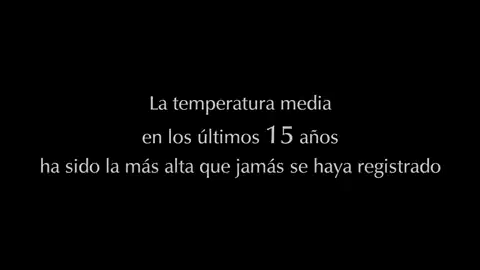 La temperatura media
en los últimos 15 años
ha sido la más alta que jamás se haya registrado